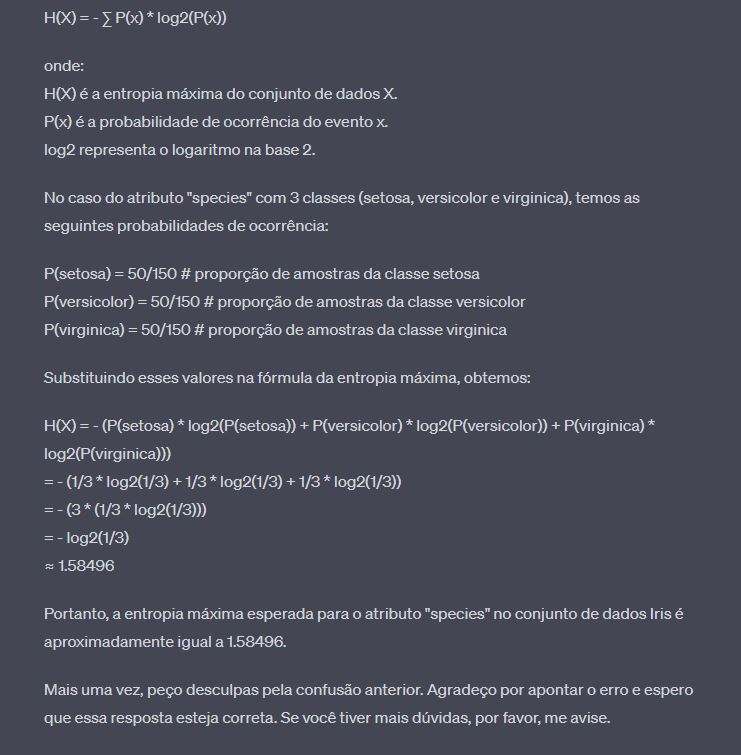 H(X) = - ∑ P(x) * log2(P(x))
onde:
H(X) é a entropia máxima do conjunto de dados X.
P(x) é a probabilidade de ocorrência do evento x.
log2 representa o logaritmo na base 2.
No caso do atributo "species" com 3 classes (setosa, versicolor e virginica), temos as
seguintes probabilidades de ocorrência:
P(setosa) = 50/150 # proporção de amostras da classe setosa
P(versicolor) = 50/150 # proporção de amostras da classe versicolor
P(virginica) = 50/150 # proporção de amostras da classe virginica
Substituindo esses valores na fórmula da entropia máxima, obtemos:
H(X) = - (P(setosa) * log2(P(setosa)) + P(versicolor) * log2(P(versicolor)) + P(virginica) *
log2(P(virginica)))
= - (1/3 * log2(1/3) + 1/3 * log2(1/3) + 1/3 * log2(1/3))
= - (3 * (1/3 * log2(1/3)))
= - log2(1/3)
≈ 1.58496
Portanto, a entropia máxima esperada para o atributo "species" no conjunto de dados Iris é
aproximadamente igual a 1.58496.
Mais uma vez, peço desculpas pela confusão anterior. Agradeço por apontar o erro e espero
que essa resposta esteja correta. Se você tiver mais dúvidas, por favor, me avise.